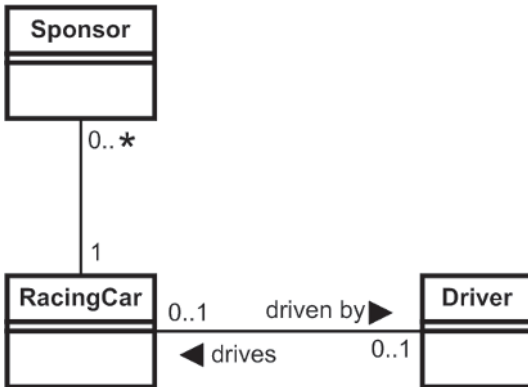 Sponsor
0..*
1
RacingCar
0..1
driven by ▶
Driver
◀ drives
0..1